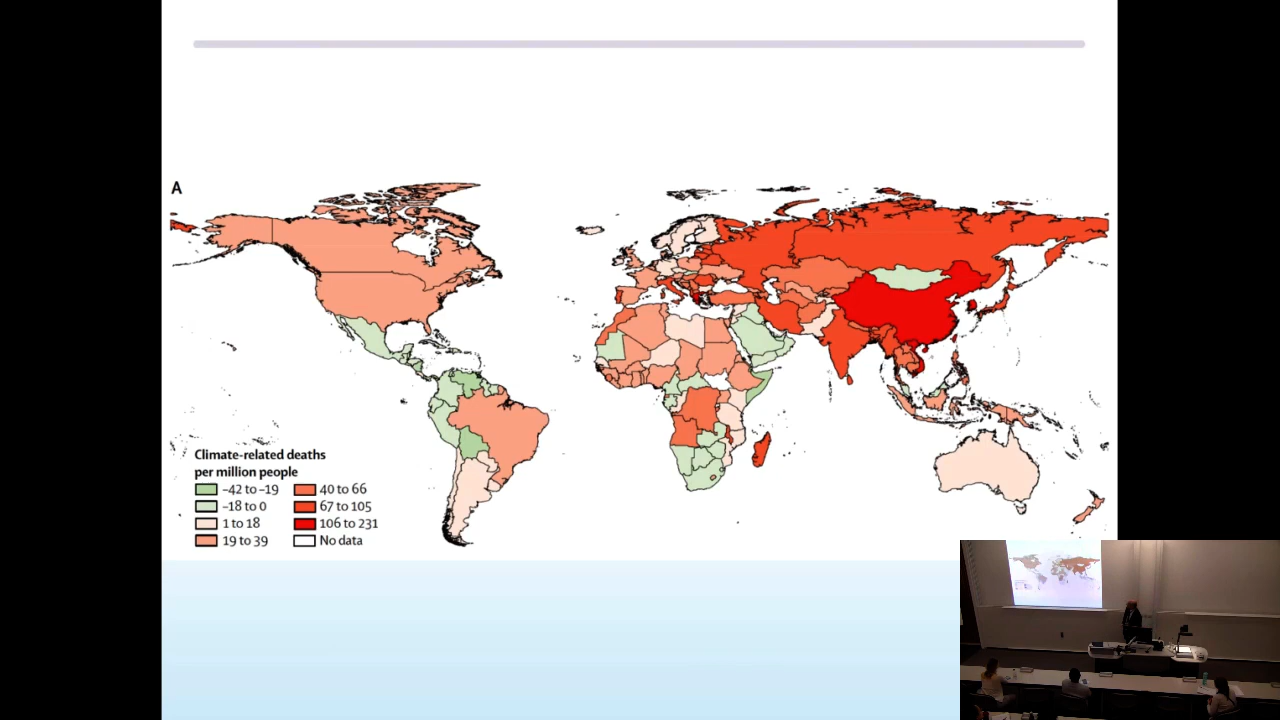 A
Climate-related deaths
per million people
–42 to –19
–18 to 0
1 to 18
19 to 39
40 to 66
67 to 105
106 to 231
No data